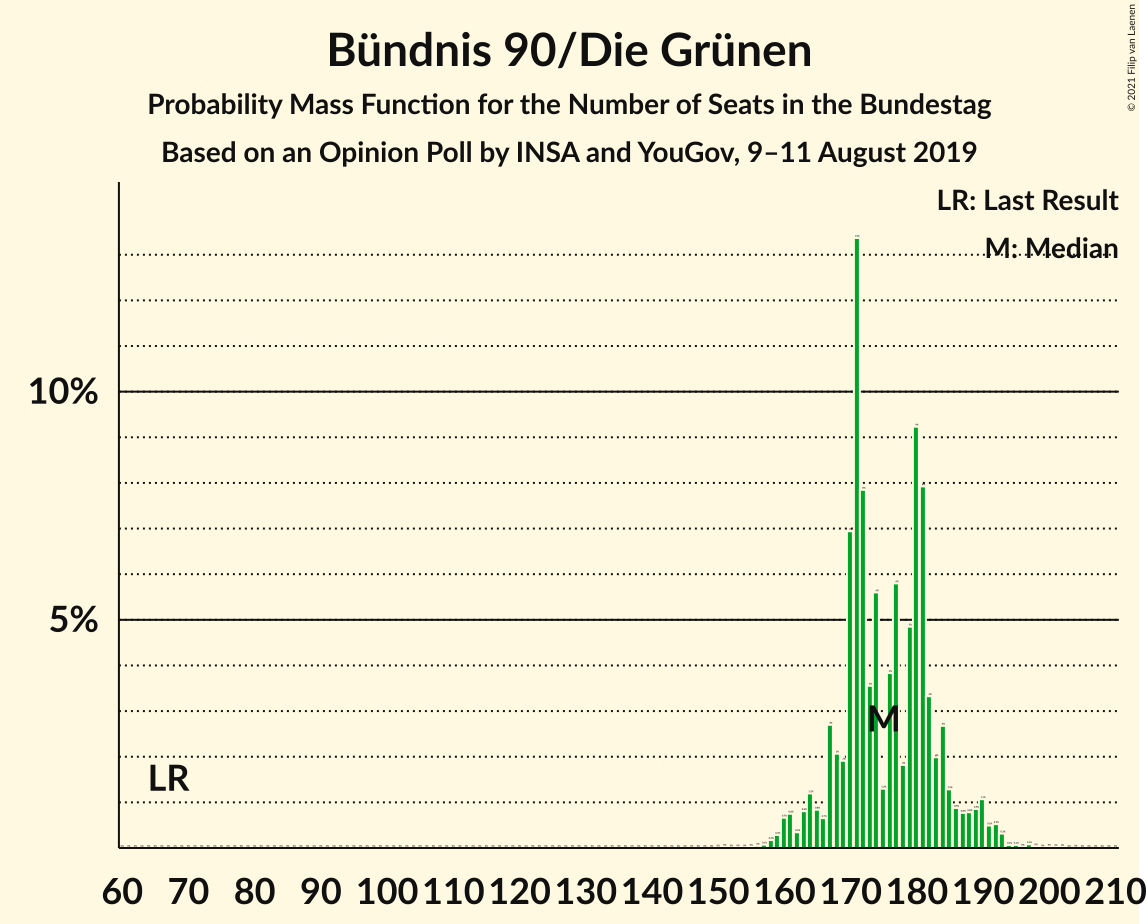 Bündnis 90/Die Grünen
Probability Mass Function for the Number of Seats in the Bundestag
Based on an Opinion Poll by INSA and YouGov, 9–11 August 2019
© 2021 Filip van Laenen
LR: Last Result
M: Median
10%
5%
M
LR
60 70 80 90 100 110 120 130 140 150 160 170 180 190 200 210